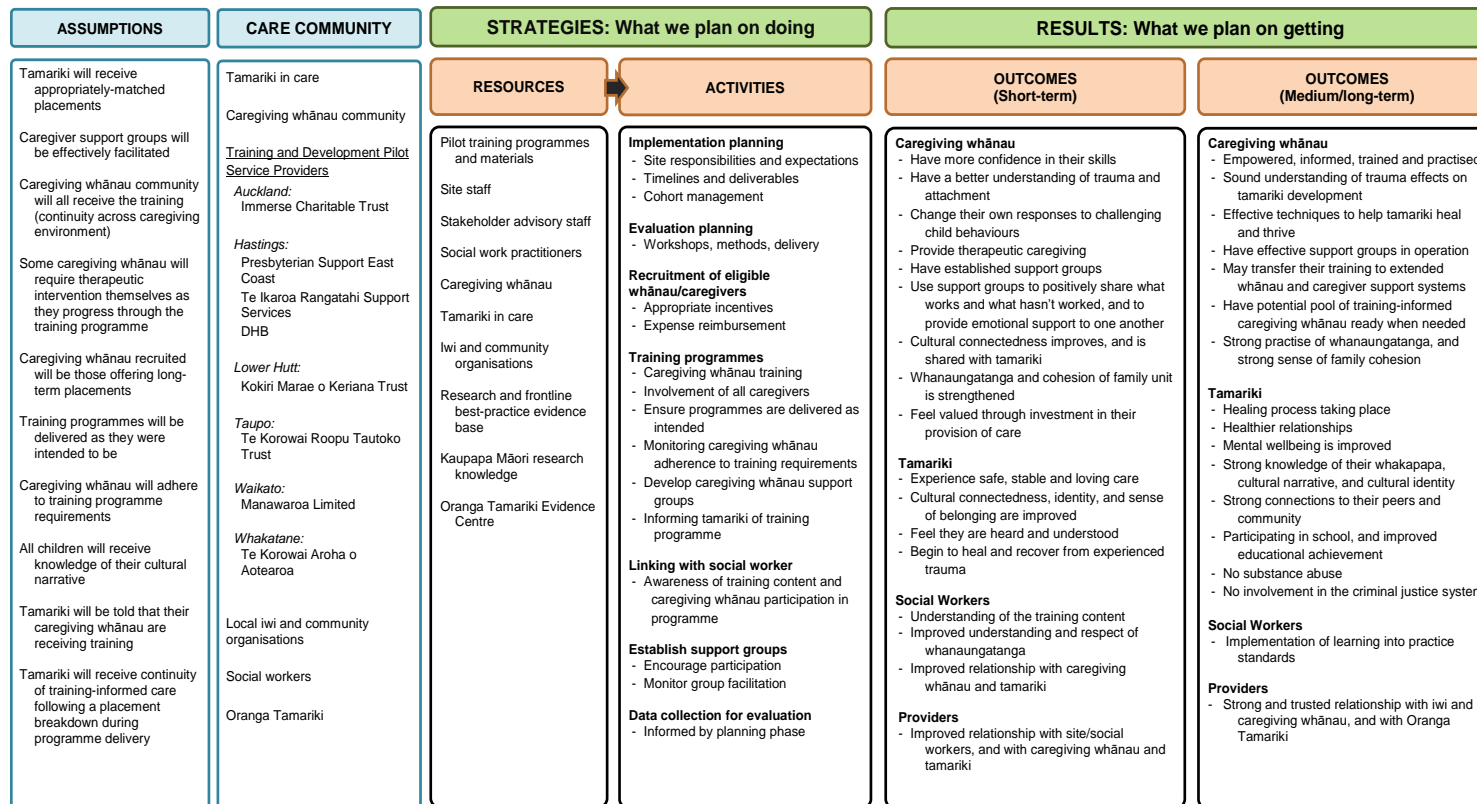 ASSUMPTIONS
CARE COMMUNITY
STRATEGIES: What we plan on doing
RESULTS: What we plan on getting
RESOURCES
ACTIVITIES
OUTCOMES
(Short-term)
OUTCOMES
(Medium/long-term)
Tamariki will receive
appropriately-matched
placements
Caregiver support groups will
be effectively facilitated
Caregiving whānau community
will all receive the training
(continuity across caregiving
environment)
Some caregiving whānau will
require therapeutic
intervention themselves as
they progress through the
training programme
Caregiving whānau recruited
will be those offering long-
term placements
Training programmes will be
delivered as they were
intended to be
Caregiving whānau will adhere
to training programme
requirements
All children will receive
knowledge of their cultural
narrative
Tamariki will be told that their
caregiving whānau are
receiving training
Tamariki will receive continuity
of training-informed care
following a placement
breakdown during
programme delivery
Tamariki in care
Caregiving whānau community
Training and Development Pilot
Service Providers
Auckland:
Immerse Charitable Trust
Hastings:
Presbyterian Support East
Coast
Te Ikaroa Rangatahi Support
Services
DHB
Lower Hutt:
Kokiri Marae o Keriana Trust
Taupo:
Te Korowai Roopu Tautoko
Trust
Waikato:
Manawaroa Limited
Whakatane:
Te Korowai Aroha o
Aotearoa
Local iwi and community
organisations
Social workers
Oranga Tamariki
Pilot training programmes
and materials
Site staff
Stakeholder advisory staff
Social work practitioners
Caregiving whānau
Tamariki in care
Iwi and community
organisations
Research and frontline
best-practice evidence
base
Kaupapa Māori research
knowledge
Oranga Tamariki Evidence
Centre
Implementation planning
- Site responsibilities and expectations
- Timelines and deliverables
- Cohort management
Evaluation planning
- Workshops, methods, delivery
Recruitment of eligible
whānau/caregivers
- Appropriate incentives
- Expense reimbursement
Training programmes
- Caregiving whānau training
- Involvement of all caregivers
- Ensure programmes are delivered as
intended
- Monitoring caregiving whānau
adherence to training requirements
- Develop caregiving whānau support
groups
- Informing tamariki of training
programme
Linking with social worker
- Awareness of training content and
caregiving whānau participation in
programme
Establish support groups
- Encourage participation
- Monitor group facilitation
Data collection for evaluation
- Informed by planning phase
Caregiving whānau
- Have more confidence in their skills
- Have a better understanding of trauma and
attachment
- Change their own responses to challenging
child behaviours
- Provide therapeutic caregiving
- Have established support groups
- Use support groups to positively share what
works and what hasn't worked, and to
provide emotional support to one another
- Cultural connectedness improves, and is
shared with tamariki
- Whanaungatanga and cohesion of family unit
is strengthened
- Feel valued through investment in their
provision of care
Tamariki
- Experience safe, stable and loving care
- Cultural connectedness, identity, and sense
of belonging are improved
- Feel they are heard and understood
- Begin to heal and recover from experienced
trauma
Social Workers
- Understanding of the training content
- Improved understanding and respect of
whanaungatanga
- Improved relationship with caregiving
whānau and tamariki
Providers
- Improved relationship with site/social
workers, and with caregiving whānau and
tamariki
Caregiving whānau
- Empowered, informed, trained and practised
- Sound understanding of trauma effects on
tamariki development
- Effective techniques to help tamariki heal
and thrive
- Have effective support groups in operation
- May transfer their training to extended
whānau and caregiver support systems
- Have potential pool of training-informed
caregiving whānau ready when needed
- Strong practise of whanaungatanga, and
strong sense of family cohesion
Tamariki
- Healing process taking place
- Healthier relationships
- Mental wellbeing is improved
- Strong knowledge of their whakapapa,
cultural narrative, and cultural identity
- Strong connections to their peers and
community
- Participating in school, and improved
educational achievement
- No substance abuse
- No involvement in the criminal justice system
Social Workers
- Implementation of learning into practice
standards
Providers
- Strong and trusted relationship with iwi and
caregiving whānau, and with Oranga
Tamariki